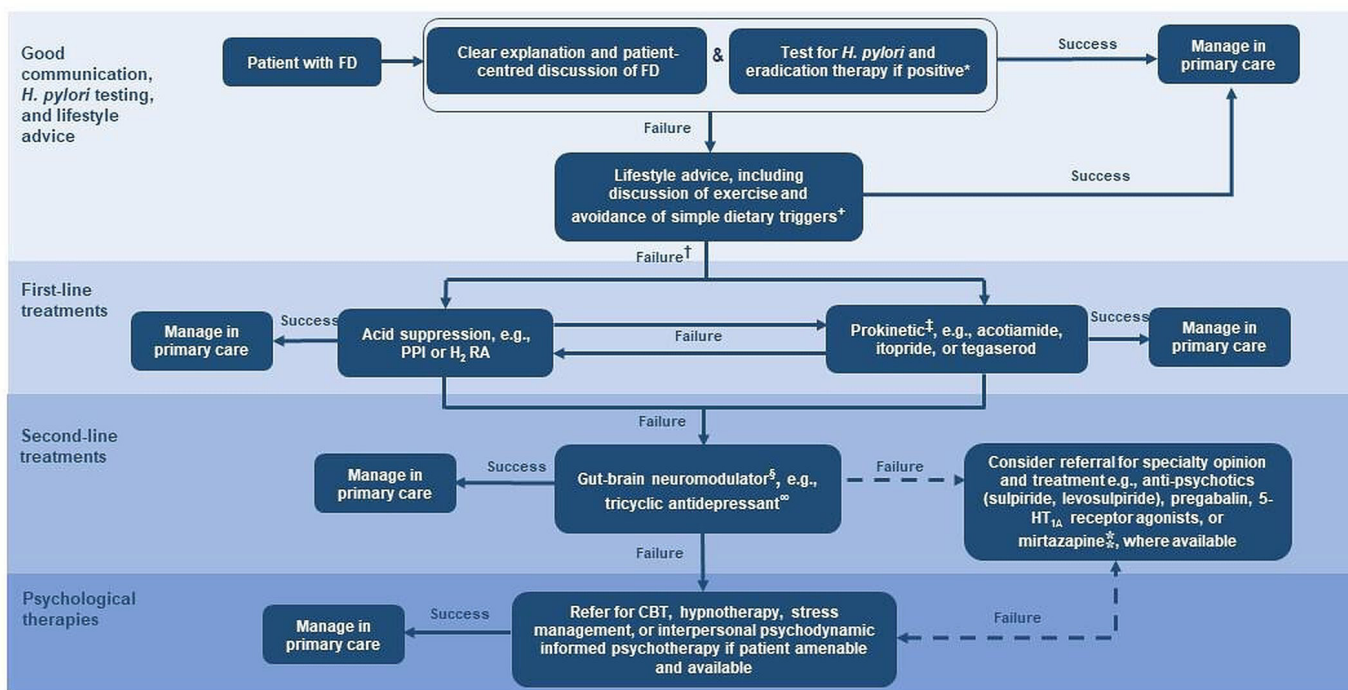 Good
communication,
H. pylori testing,
and lifestyle
advice
Patient with FD
Clear explanation and patient-
centred discussion of FD
&
Test for H. pylori and
eradication therapy if positive*
Success
Manage in
primary care
Failure
Lifestyle advice, including
discussion of exercise and
avoidance of simple dietary triggers+
Success
Failure†
First-line
treatments
Manage in
primary care
Success
Acid suppression, e.g.,
PPI or H2 RA
Failure
Prokinetic‡, e.g., acotiamide,
itopride, or tegaserod
Success
Manage in
primary care
Failure
Second-line
treatments
Manage in
primary care
Success
Gut-brain neuromodulator§, e.g.,
tricyclic antidepressant∞
Failure
Consider referral for specialty opinion
and treatment e.g., anti-psychotics
(sulpiride, levosulpiride), pregabalin, 5-
HT1A receptor agonists, or
mirtazapine⁑, where available
Failure
Psychological
therapies
Manage in
primary care
Success
Refer for CBT, hypnotherapy, stress
management, or interpersonal psychodynamic
informed psychotherapy if patient amenable
and available
Failure